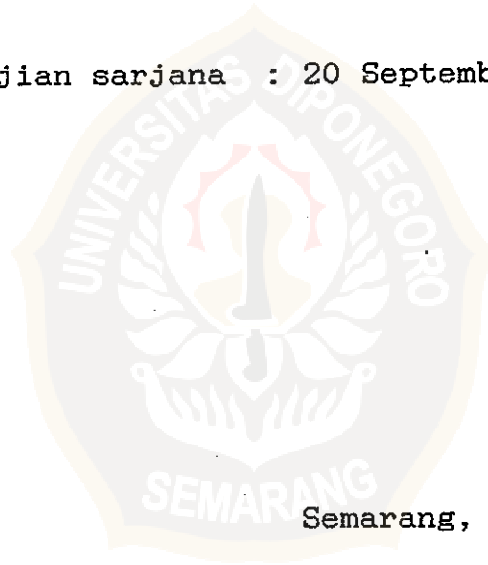 jian sarjana : 20 Septemb
UNIVERSITAS DIPONEGORO
SEMARANG
Semarang,